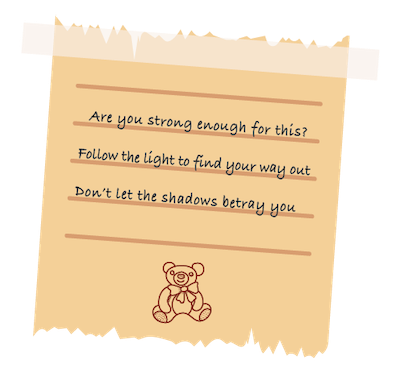 Are you strong enough for this?
Follow the light to find your way out
Don't let the shadows betray you